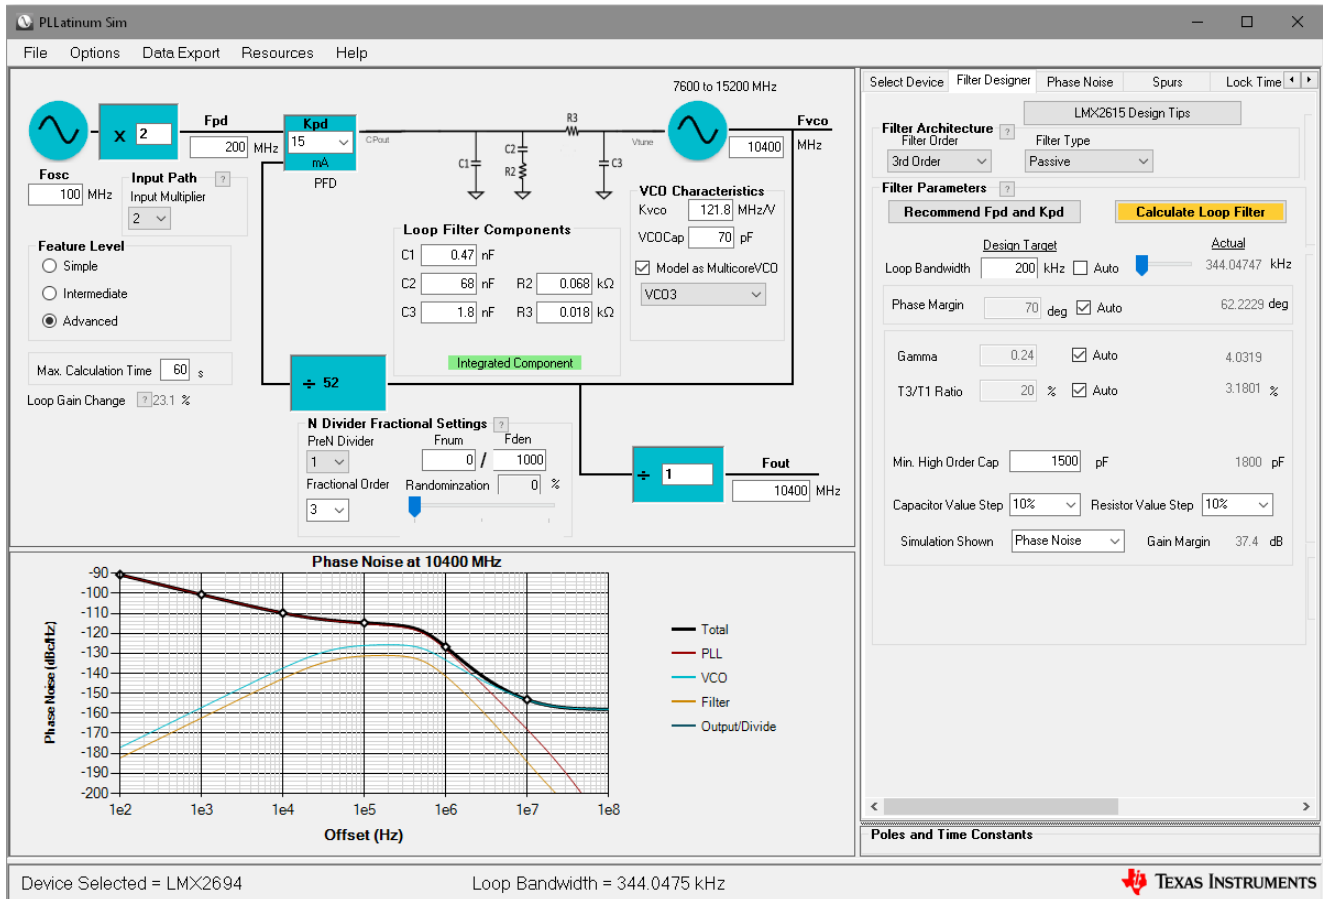 PLLatinum Sim
File Options Data Export Resources Help
7600 to 15200 MHz
x 2
Fpd
200 MHz
Kpd
15
mA
PFD
CPout
C1
C2
R2
R3
C3
Vtune
Fvco
10400 MHz
Fosc
100 MHz
Input Path ?
Input Multiplier
2
Feature Level
Simple
Intermediate
Advanced
Max. Calculation Time 60 s
Loop Gain Change ? 23.1 %
Loop Filter Components
C1 0.47 nF
C2 68 nF R2 0.068 kΩ
C3 1.8 nF R3 0.018 kΩ
Integrated Component
VCO Characteristics
Kvco 121.8 MHz/V
VCOCap 70 pF
Model as MulticoreVCO
VCO3
÷ 52
N Divider Fractional Settings ?
PreN Divider Fnum Fden
1 0 / 1000
Fractional Order Randominzation 0 %
3
÷ 1
Fout
10400 MHz
Phase Noise at 10400 MHz
Phase Noise (dBc/Hz)
-90
-100
-110
-120
-130
-140
-150
-160
-170
-180
-190
-200
1e2 1e3 1e4 1e5 1e6 1e7 1e8
Offset (Hz)
Total
PLL
VCO
Filter
Output/Divide
Select Device Filter Designer Phase Noise Spurs Lock Time
LMX2615 Design Tips
Filter Architecture ?
Filter Order Filter Type
3rd Order Passive
Filter Parameters ?
Recommend Fpd and Kpd Calculate Loop Filter
Design Target Actual
Loop Bandwidth 200 kHz Auto 344.04747 kHz
Phase Margin 70 deg Auto 62.2229 deg
Gamma 0.24 Auto 4.0319
T3/T1 Ratio 20 % Auto 3.1801 %
Min. High Order Cap 1500 pF 1800 pF
Capacitor Value Step 10% Resistor Value Step 10%
Simulation Shown Phase Noise Gain Margin 37.4 dB
Poles and Time Constants
Device Selected = LMX2694 Loop Bandwidth = 344.0475 kHz
TEXAS INSTRUMENTS